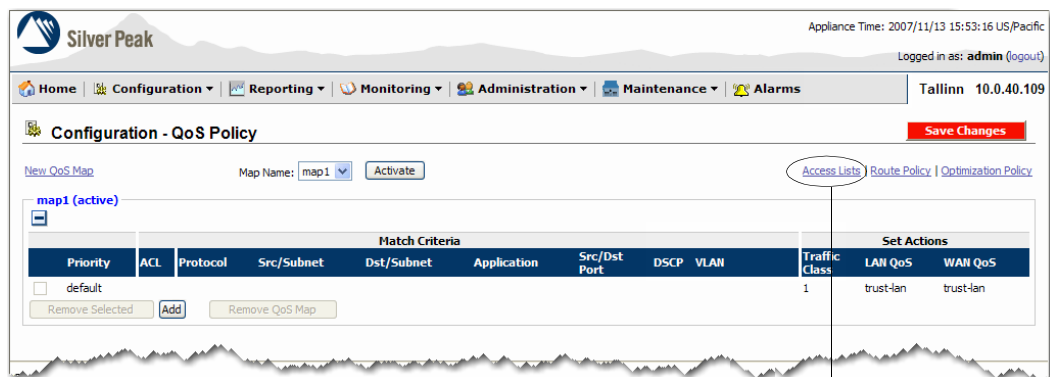 Silver Peak
Appliance Time: 2007/11/13 15:53:16 US/Pacific
Logged in as: admin (logout)
Home | Configuration | Reporting | Monitoring | Administration | Maintenance | Alarms
Tallinn 10.0.40.109
Configuration - QoS Policy
Save Changes
New QoS Map
Map Name: map1 Activate
Access Lists | Route Policy | Optimization Policy
map1 (active)
Match Criteria Set Actions
Priority ACL Protocol Src/Subnet Dst/Subnet Application Src/Dst Port DSCP VLAN Traffic Class LAN QoS WAN QoS
default 1 trust-lan trust-lan
Remove Selected Add Remove QoS Map